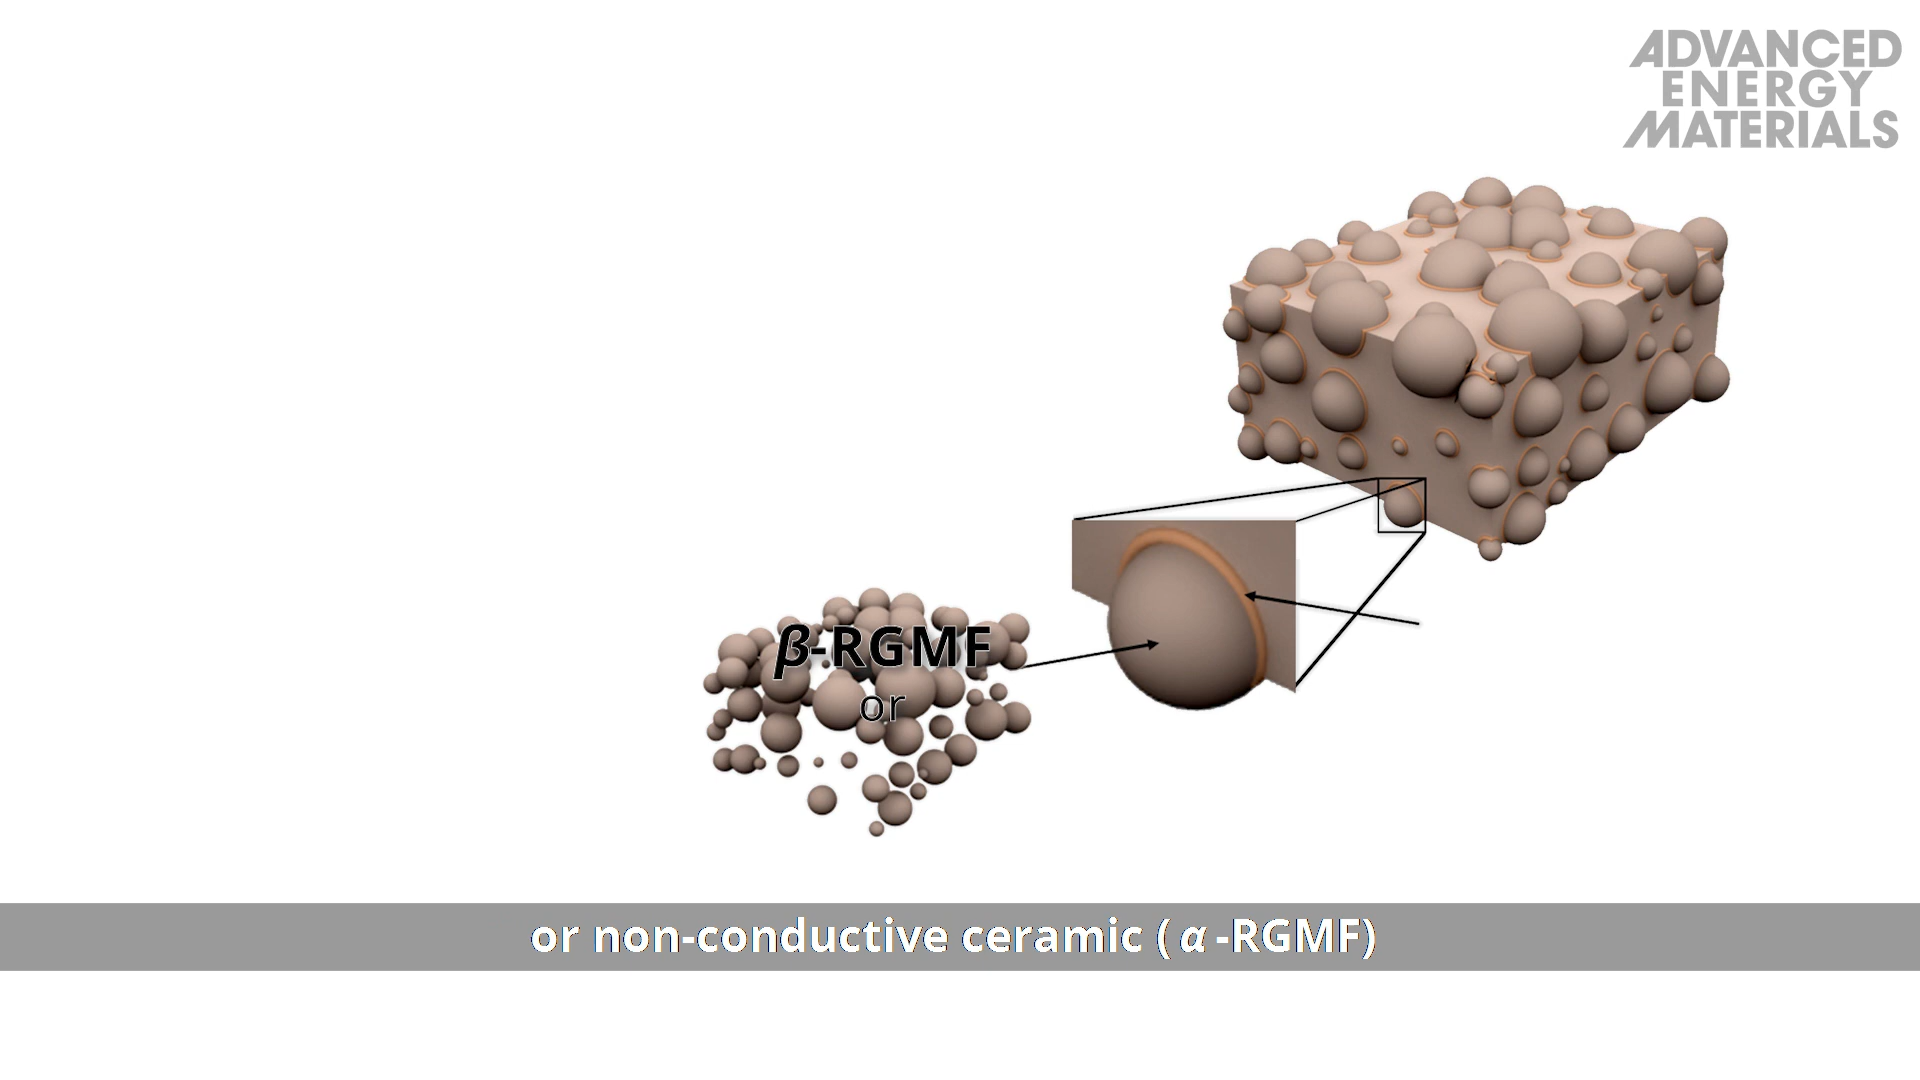 ADVANCED
ENERGY
MATERIALS
β-RGMF
or
or non-conductive ceramic (α-RGMF)